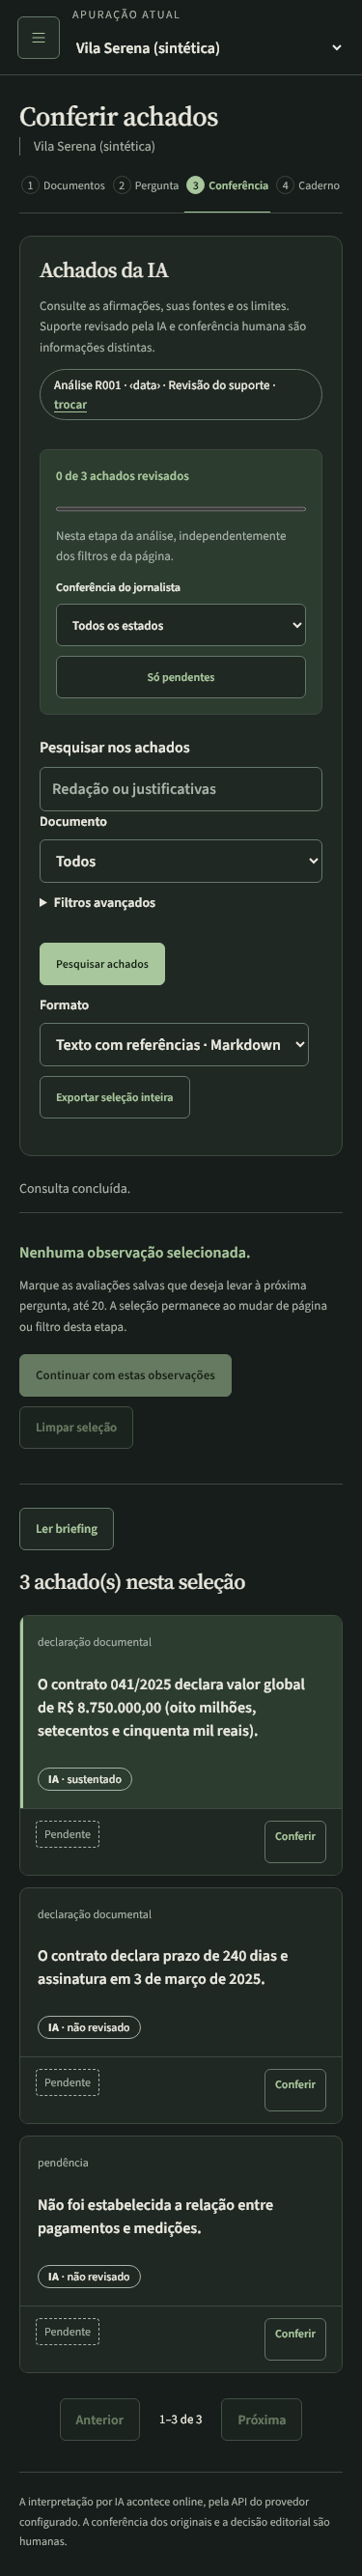 APURAÇÃO ATUAL
Vila Serena (sintética)
Conferir achados
Vila Serena (sintética)
1 Documentos 2 Pergunta 3 Conferência 4 Caderno
Achados da IA
Consulte as afirmações, suas fontes e os limites.
Suporte revisado pela IA e conferência humana são
informações distintas.
Análise R001 · ‹data› · Revisão do suporte ·
trocar
0 de 3 achados revisados
Nesta etapa da análise, independentemente
dos filtros e da página.
Conferência do jornalista
Todos os estados
Só pendentes
Pesquisar nos achados
Redação ou justificativas
Documento
Todos
Filtros avançados
Pesquisar achados
Formato
Texto com referências · Markdown
Exportar seleção inteira
Consulta concluída.
Nenhuma observação selecionada.
Marque as avaliações salvas que deseja levar à próxima
pergunta, até 20. A seleção permanece ao mudar de página
ou filtro desta etapa.
Continuar com estas observações
Limpar seleção
Ler briefing
3 achado(s) nesta seleção
declaração documental
O contrato 041/2025 declara valor global
de R$ 8.750.000,00 (oito milhões,
setecentos e cinquenta mil reais).
IA · sustentado
Pendente
Conferir
declaração documental
O contrato declara prazo de 240 dias e
assinatura em 3 de março de 2025.
IA · não revisado
Pendente
Conferir
pendência
Não foi estabelecida a relação entre
pagamentos e medições.
IA · não revisado
Pendente
Conferir
Anterior 1–3 de 3 Próxima
A interpretação por IA acontece online, pela API do provedor
configurado. A conferência dos originais e a decisão editorial são
humanas.